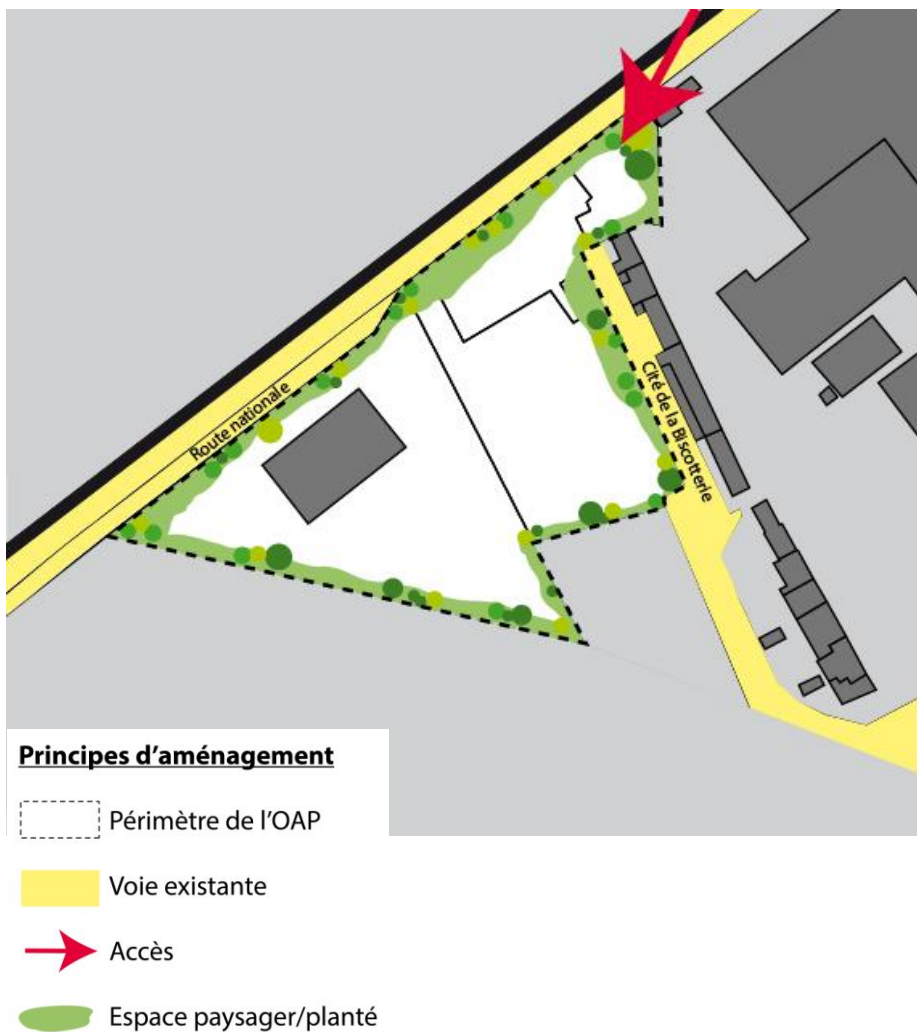 Route nationale
Cité de la Biscotterie
Principes d'aménagement
Périmètre de l'OAP
Voie existante
Accès
Espace paysager/planté